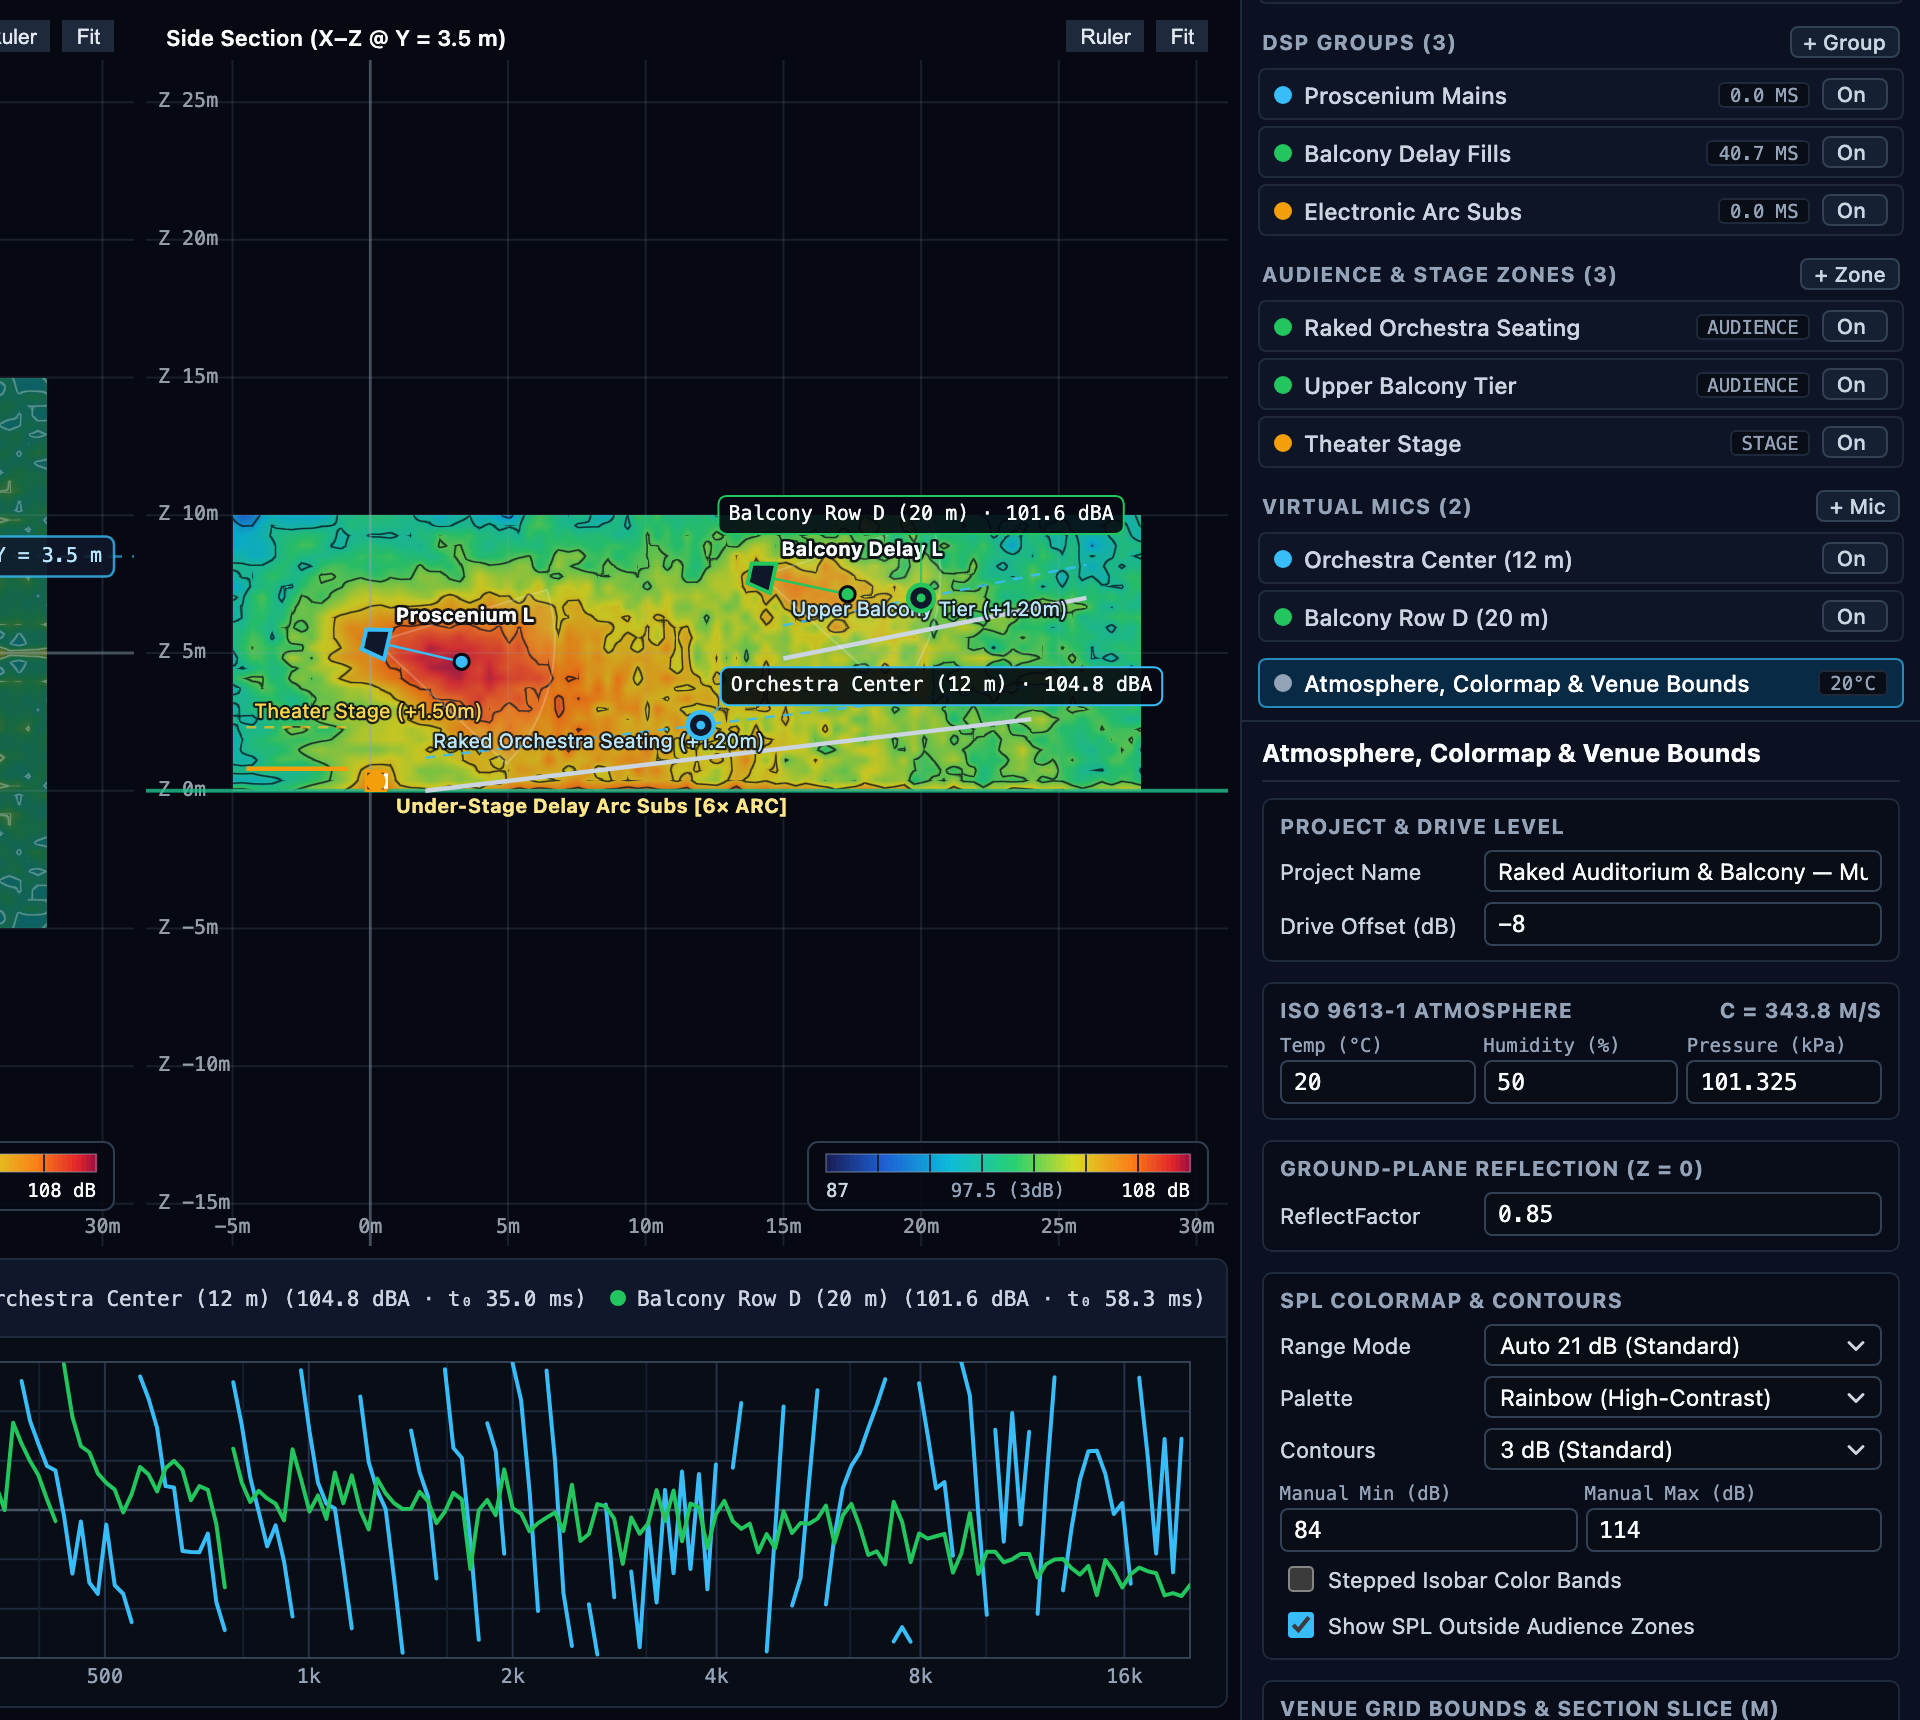 uler
Fit
Side Section (X–Z @ Y = 3.5 m)
Ruler
Fit
Z 25m
Z 20m
Z 15m
Z 10m
Z 5m
Z 0m
Z −5m
Z −10m
Z −15m
Y = 3.5 m
Balcony Row D (20 m) · 101.6 dBA
Balcony Delay L
Upper Balcony Tier (+1.20m)
Proscenium L
Orchestra Center (12 m) · 104.8 dBA
Theater Stage (+1.50m)
Raked Orchestra Seating (+1.20m)
Under-Stage Delay Arc Subs [6× ARC]
108 dB
87
97.5 (3dB)
108 dB
30m
−5m
0m
5m
10m
15m
20m
25m
30m
rchestra Center (12 m) (104.8 dBA · t₀ 35.0 ms)
Balcony Row D (20 m) (101.6 dBA · t₀ 58.3 ms)
500
1k
2k
4k
8k
16k
DSP GROUPS (3)
+ Group
Proscenium Mains
0.0 MS
On
Balcony Delay Fills
40.7 MS
On
Electronic Arc Subs
0.0 MS
On
AUDIENCE & STAGE ZONES (3)
+ Zone
Raked Orchestra Seating
AUDIENCE
On
Upper Balcony Tier
AUDIENCE
On
Theater Stage
STAGE
On
VIRTUAL MICS (2)
+ Mic
Orchestra Center (12 m)
On
Balcony Row D (20 m)
On
Atmosphere, Colormap & Venue Bounds
20°C
Atmosphere, Colormap & Venue Bounds
PROJECT & DRIVE LEVEL
Project Name
Raked Auditorium & Balcony — Mu
Drive Offset (dB)
−8
ISO 9613-1 ATMOSPHERE
C = 343.8 M/S
Temp (°C)
Humidity (%)
Pressure (kPa)
20
50
101.325
GROUND-PLANE REFLECTION (Z = 0)
ReflectFactor
0.85
SPL COLORMAP & CONTOURS
Range Mode
Auto 21 dB (Standard)
Palette
Rainbow (High-Contrast)
Contours
3 dB (Standard)
Manual Min (dB)
Manual Max (dB)
84
114
Stepped Isobar Color Bands
Show SPL Outside Audience Zones
VENUE GRID BOUNDS & SECTION SLICE (M)